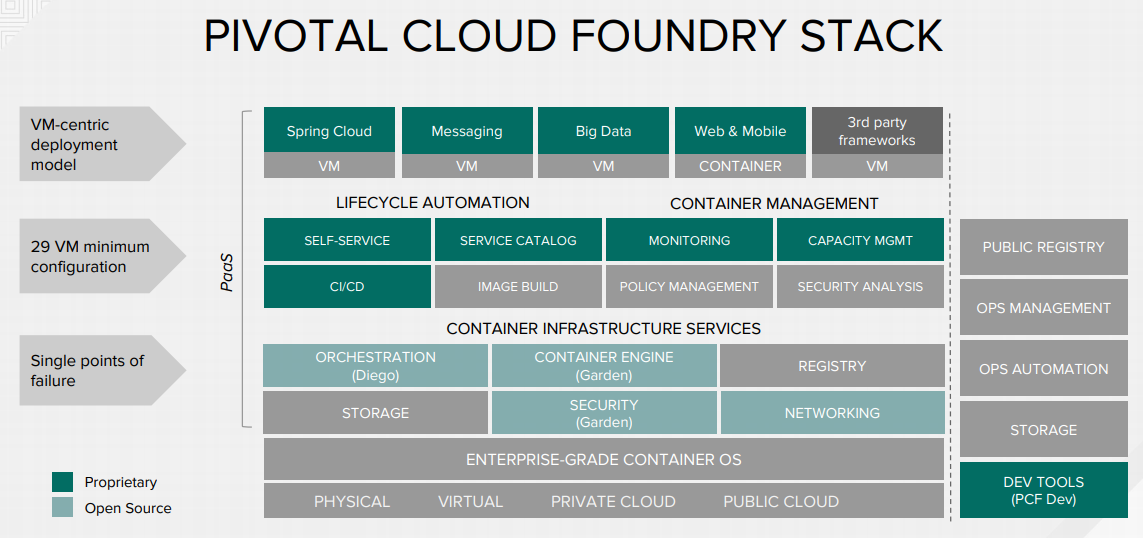 PIVOTAL CLOUD FOUNDRY STACK
VM-centric
deployment
model
29 VM minimum
configuration
Single points of
failure
Proprietary
Open Source
PaaS
Spring Cloud
VM
Messaging
VM
Big Data
VM
Web & Mobile
CONTAINER
3rd party
frameworks
VM
LIFECYCLE AUTOMATION
CONTAINER MANAGEMENT
SELF-SERVICE
SERVICE CATALOG
MONITORING
CAPACITY MGMT
CI/CD
IMAGE BUILD
POLICY MANAGEMENT
SECURITY ANALYSIS
CONTAINER INFRASTRUCTURE SERVICES
ORCHESTRATION
(Diego)
CONTAINER ENGINE
(Garden)
REGISTRY
STORAGE
SECURITY
(Garden)
NETWORKING
ENTERPRISE-GRADE CONTAINER OS
PHYSICAL
VIRTUAL
PRIVATE CLOUD
PUBLIC CLOUD
PUBLIC REGISTRY
OPS MANAGEMENT
OPS AUTOMATION
STORAGE
DEV TOOLS
(PCF Dev)